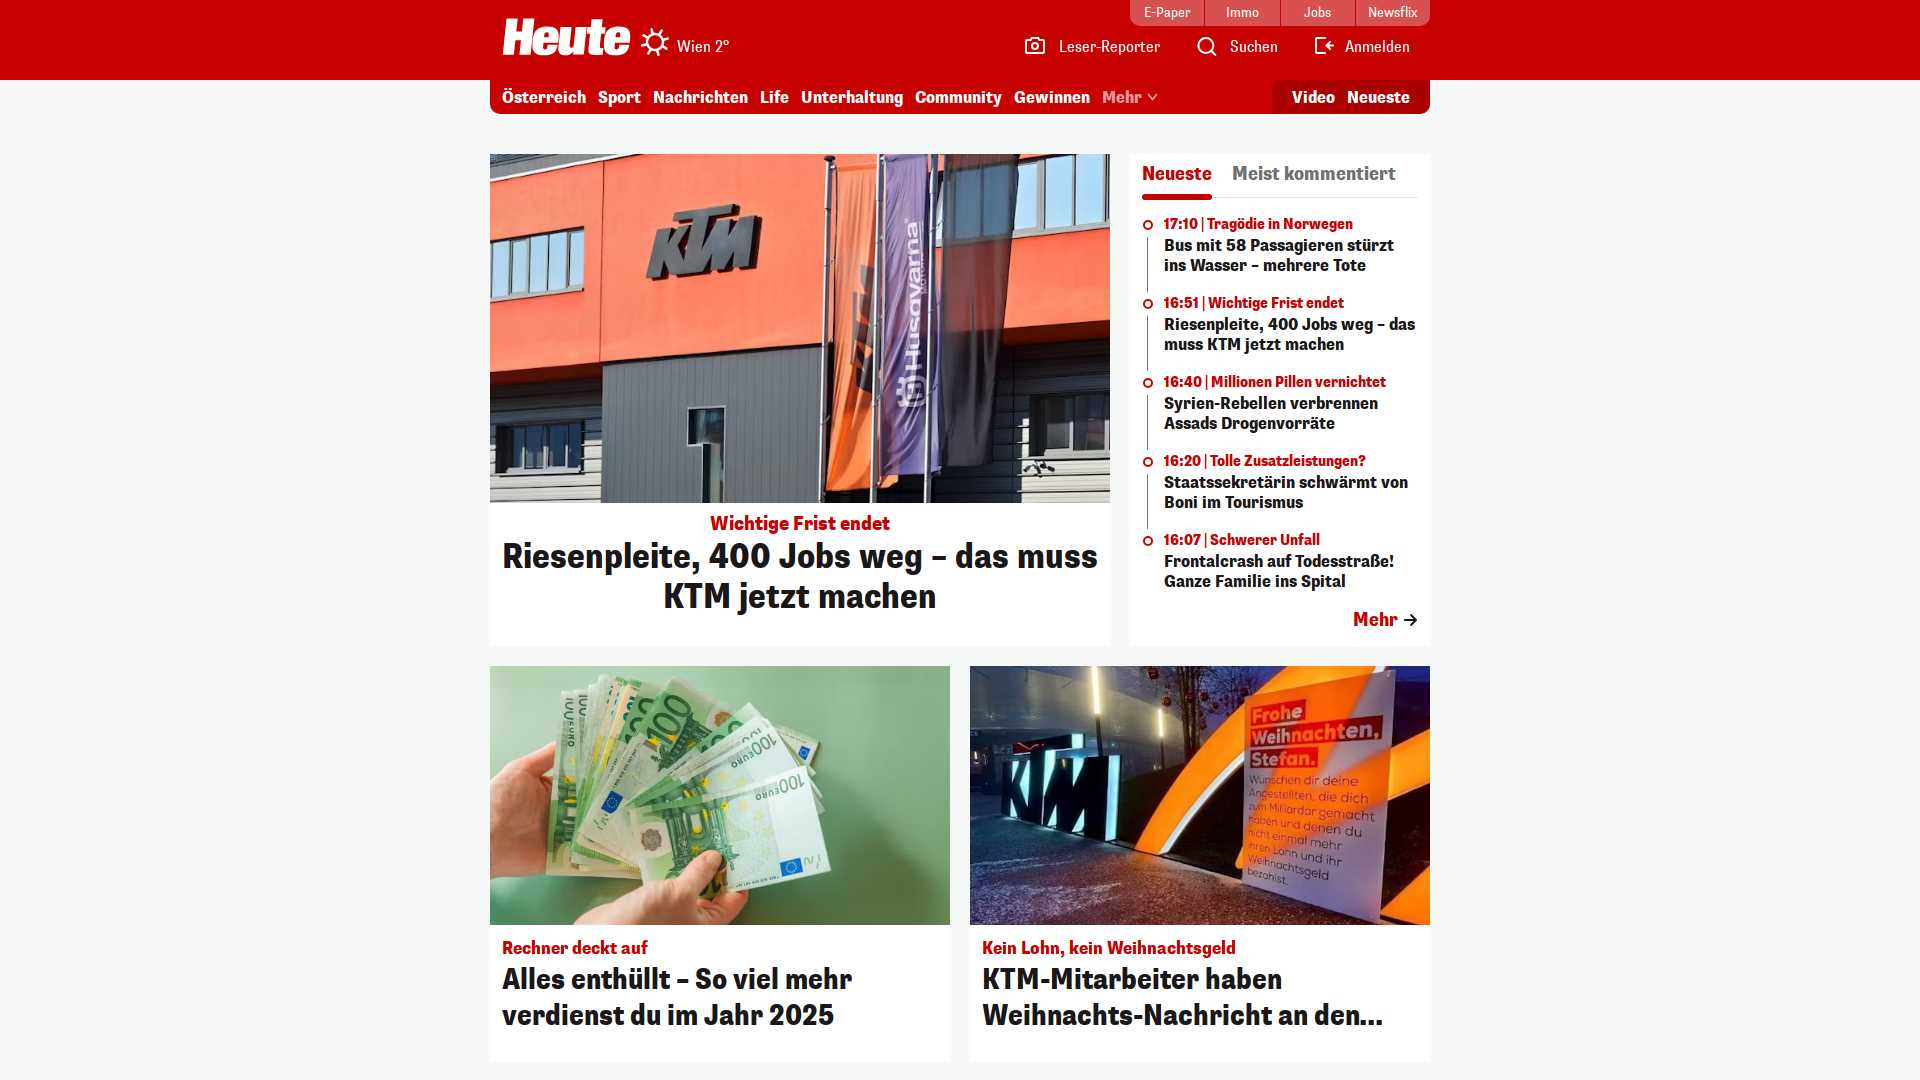 E-Paper
Immo
Jobs
Newsflix
Heute
Wien 2°
Leser-Reporter
Suchen
Anmelden
Österreich
Sport
Nachrichten
Life
Unterhaltung
Community
Gewinnen
Mehr
Video
Neueste
KTM
Husqvarna
Wichtige Frist endet
Riesenpleite, 400 Jobs weg – das muss
KTM jetzt machen
Neueste
Meist kommentiert
17:10 | Tragödie in Norwegen
Bus mit 58 Passagieren stürzt
ins Wasser – mehrere Tote
16:51 | Wichtige Frist endet
Riesenpleite, 400 Jobs weg – das
muss KTM jetzt machen
16:40 | Millionen Pillen vernichtet
Syrien-Rebellen verbrennen
Assads Drogenvorräte
16:20 | Tolle Zusatzleistungen?
Staatssekretärin schwärmt von
Boni im Tourismus
16:07 | Schwerer Unfall
Frontalcrash auf Todesstraße!
Ganze Familie ins Spital
Mehr
100
100 EURO
100 EURO
100 EURO
Rechner deckt auf
Alles enthüllt – So viel mehr
verdienst du im Jahr 2025
KTM
Frohe
Weihnachten,
Stefan.
Wünschen dir deine
Angestellten, die dich
zum Milliardär gemacht
haben und denen du
nicht einmal mehr
ihren Lohn und ihr
Weihnachtsgeld
bezahlst.
Kein Lohn, kein Weihnachtsgeld
KTM-Mitarbeiter haben
Weihnachts-Nachricht an den...